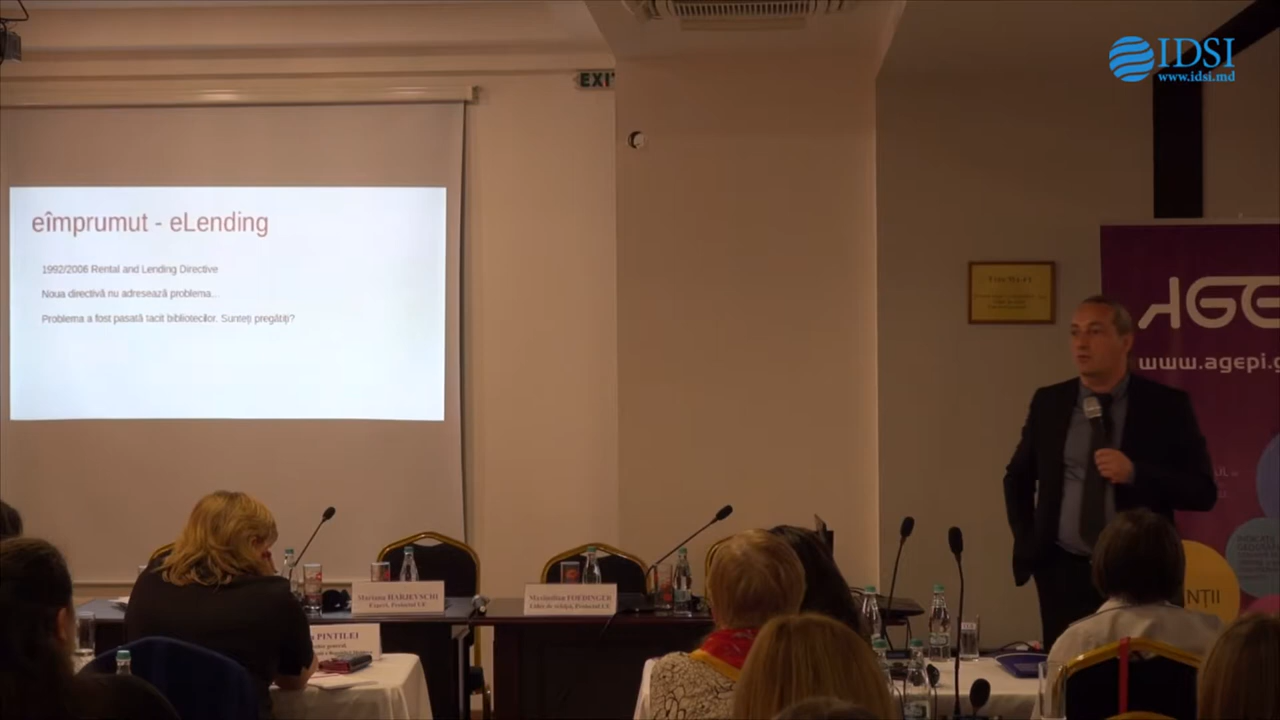 IDSI
www.idsi.md
EXIT
eîmprumut - eLending
1992/2006 Rental and Lending Directive
Noua directivă nu adresează problema...
Problema a fost pasată tacit bibliotecilor. Sunteți pregătiți?
AGE
www.agepi.g
Mariana HARJEVSCHI
Expert, Proiectul UE
Maximilian FOEDINGER
Lider de echipă, Proiectul UE
PINTILEI
NȚII